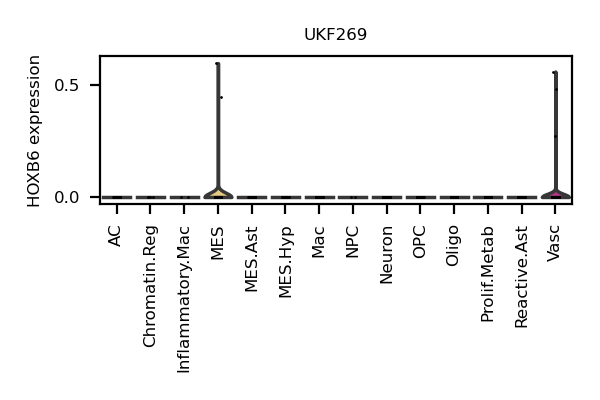 UKF269
HOXB6 expression
0.5
0.0
AC
Chromatin.Reg
Inflammatory.Mac
MES
MES.Ast
MES.Hyp
Mac
NPC
Neuron
OPC
Oligo
Prolif.Metab
Reactive.Ast
Vasc